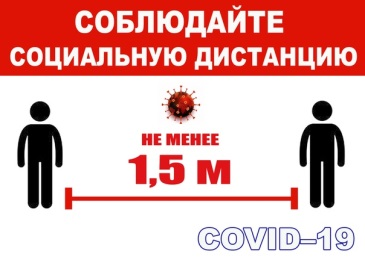 СОБЛЮДАЙТЕ
СОЦИАЛЬНУЮ ДИСТАНЦИЮ
НЕ МЕНЕЕ
1,5 м
COVID–19